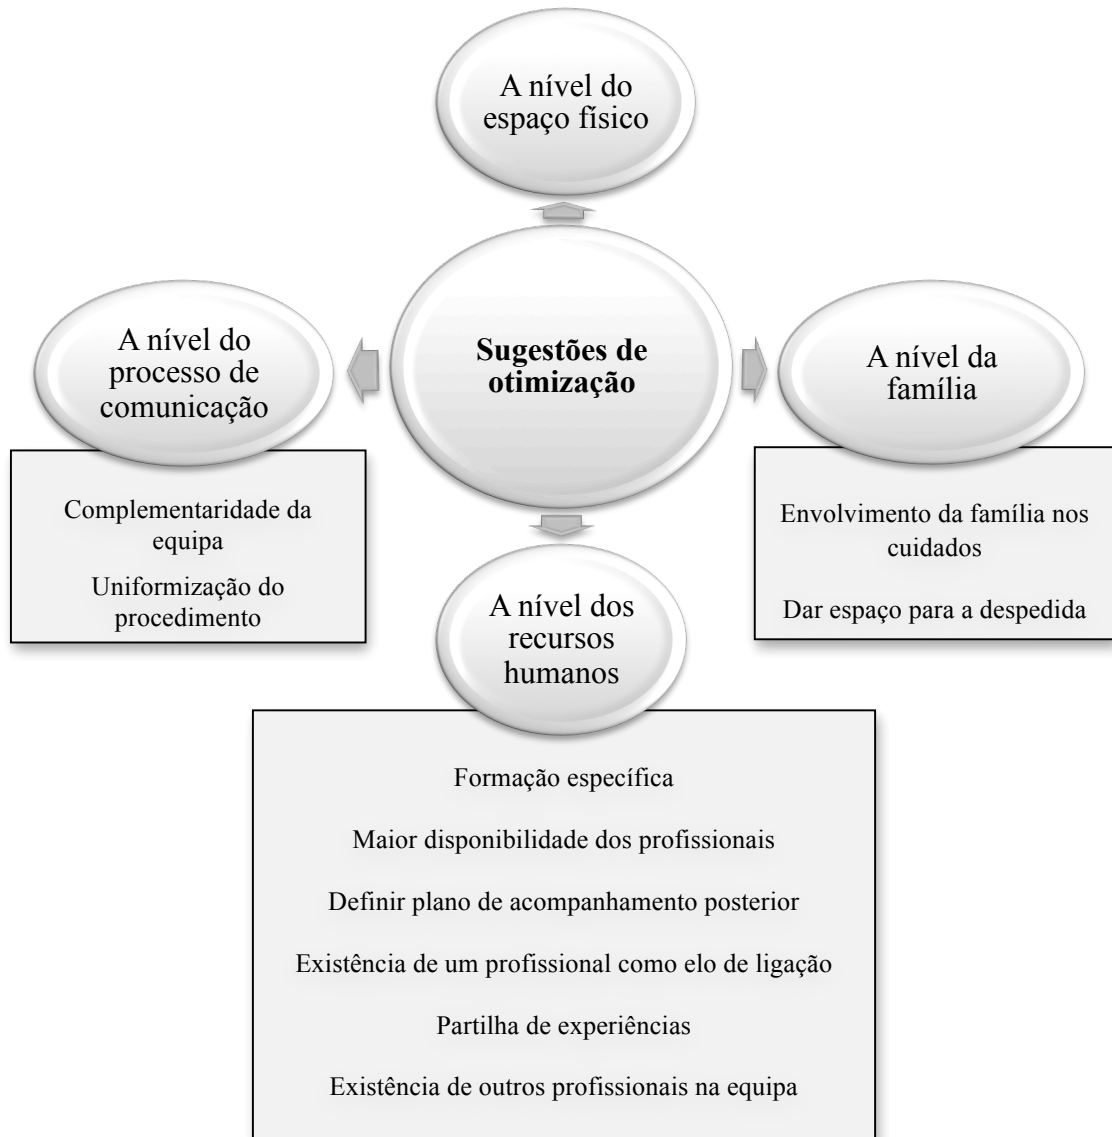 A nível do
espaço físico
Sugestões de
otimização
A nível do
processo de
comunicação
Complementaridade da
equipa
Uniformização do
procedimento
A nível da
família
Envolvimento da família nos
cuidados
Dar espaço para a despedida
A nível dos
recursos
humanos
Formação específica
Maior disponibilidade dos profissionais
Definir plano de acompanhamento posterior
Existência de um profissional como elo de ligação
Partilha de experiências
Existência de outros profissionais na equipa